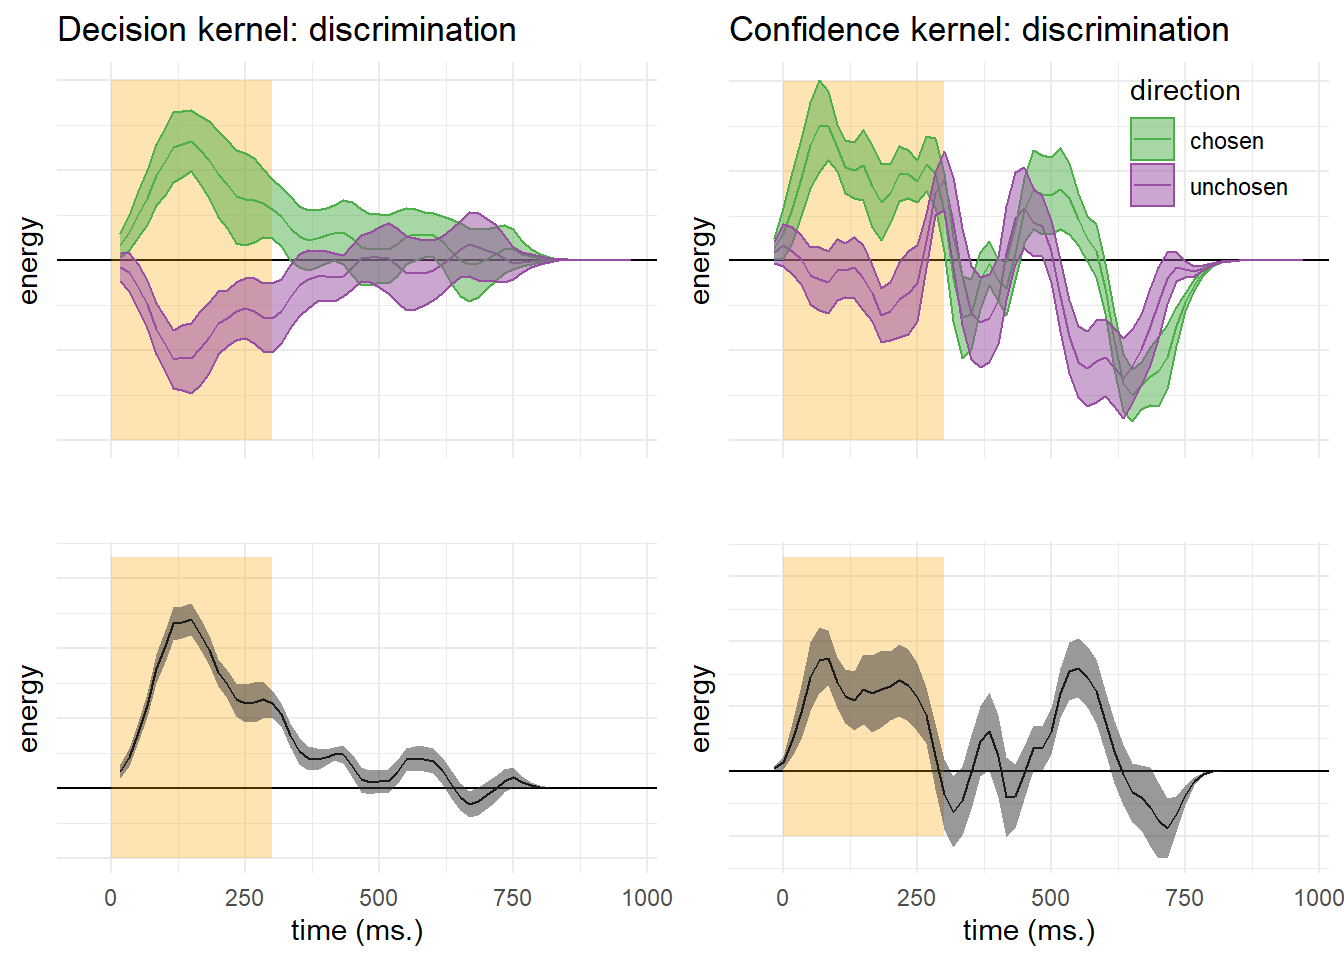 Decision kernel: discrimination
Confidence kernel: discrimination
energy
energy
direction
chosen
unchosen
energy
energy
0 250 500 750 1000
0 250 500 750 1000
time (ms.)
time (ms.)